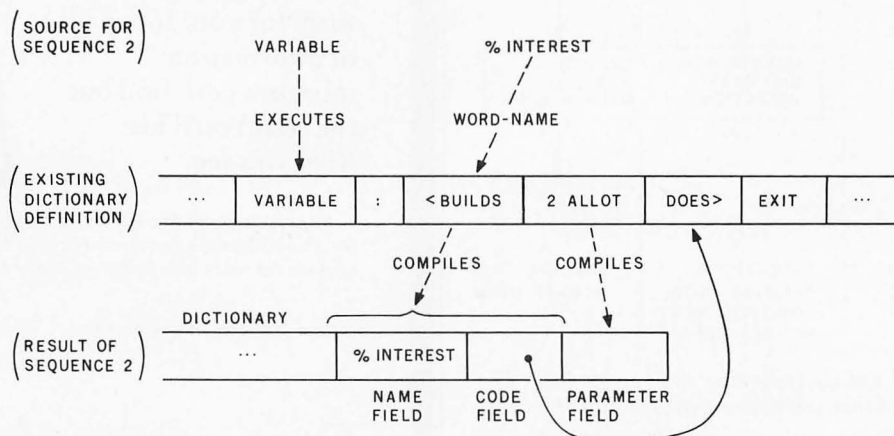 (SOURCE FOR
SEQUENCE 2)
VARIABLE
% INTEREST
EXECUTES
WORD-NAME
(EXISTING
DICTIONARY
DEFINITION)
... VARIABLE : <BUILDS 2 ALLOT DOES> EXIT ...
COMPILES
COMPILES
DICTIONARY
(RESULT OF
SEQUENCE 2)
... % INTEREST
NAME
FIELD
CODE
FIELD
PARAMETER
FIELD